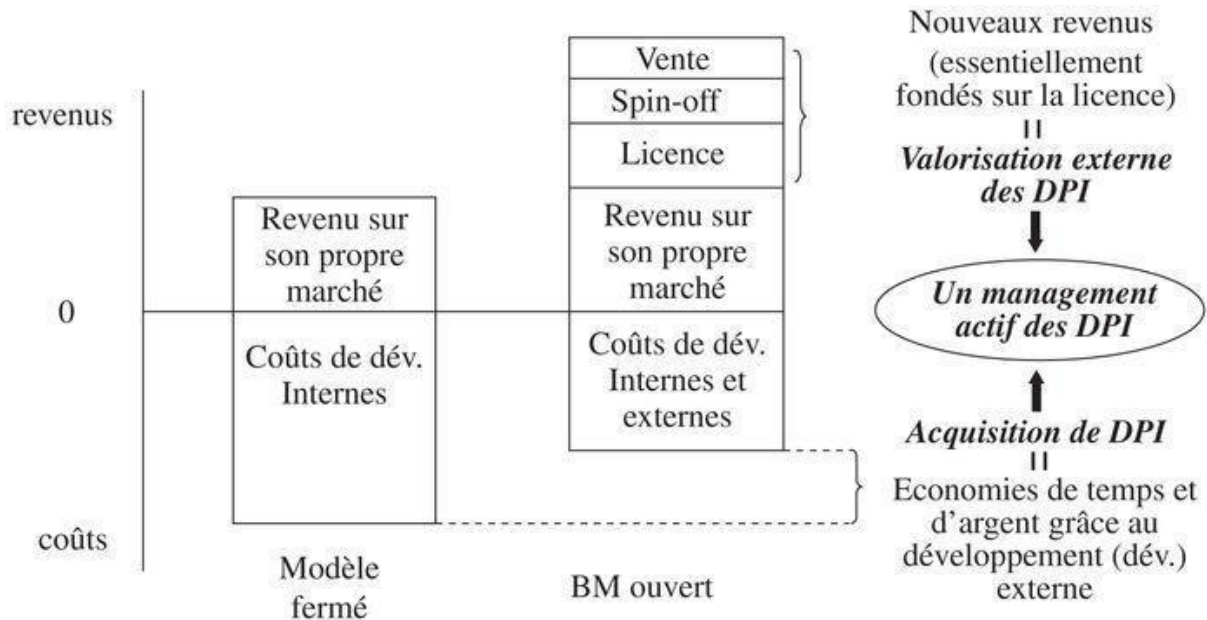 revenus
0
coûts
Revenu sur
son propre
marché
Coûts de dév.
Internes
Modèle
fermé
Vente
Spin-off
Licence
Revenu sur
son propre
marché
Coûts de dév.
Internes et
externes
BM ouvert
Nouveaux revenus
(essentiellement
fondés sur la licence)
=
Valorisation externe
des DPI
Un management
actif des DPI
Acquisition de DPI
=
Economies de temps et
d'argent grâce au
développement (dév.)
externe